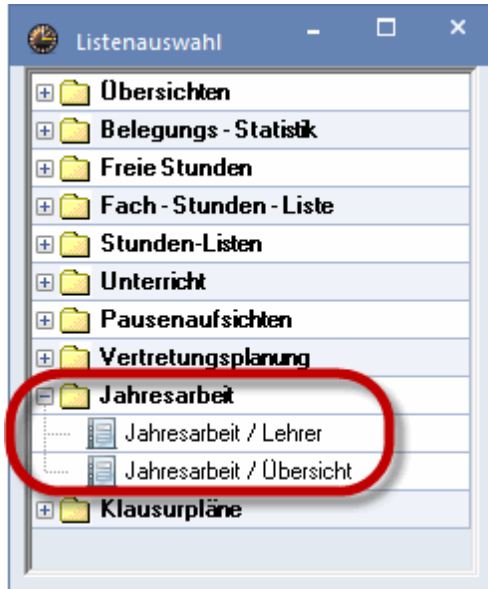 Listenauswahl
Übersichten
Belegungs - Statistik
Freie Stunden
Fach - Stunden - Liste
Stunden-Listen
Unterricht
Pausenaufsichten
Vertretungsplanung
Jahresarbeit
Jahresarbeit / Lehrer
Jahresarbeit / Übersicht
Klausurpläne